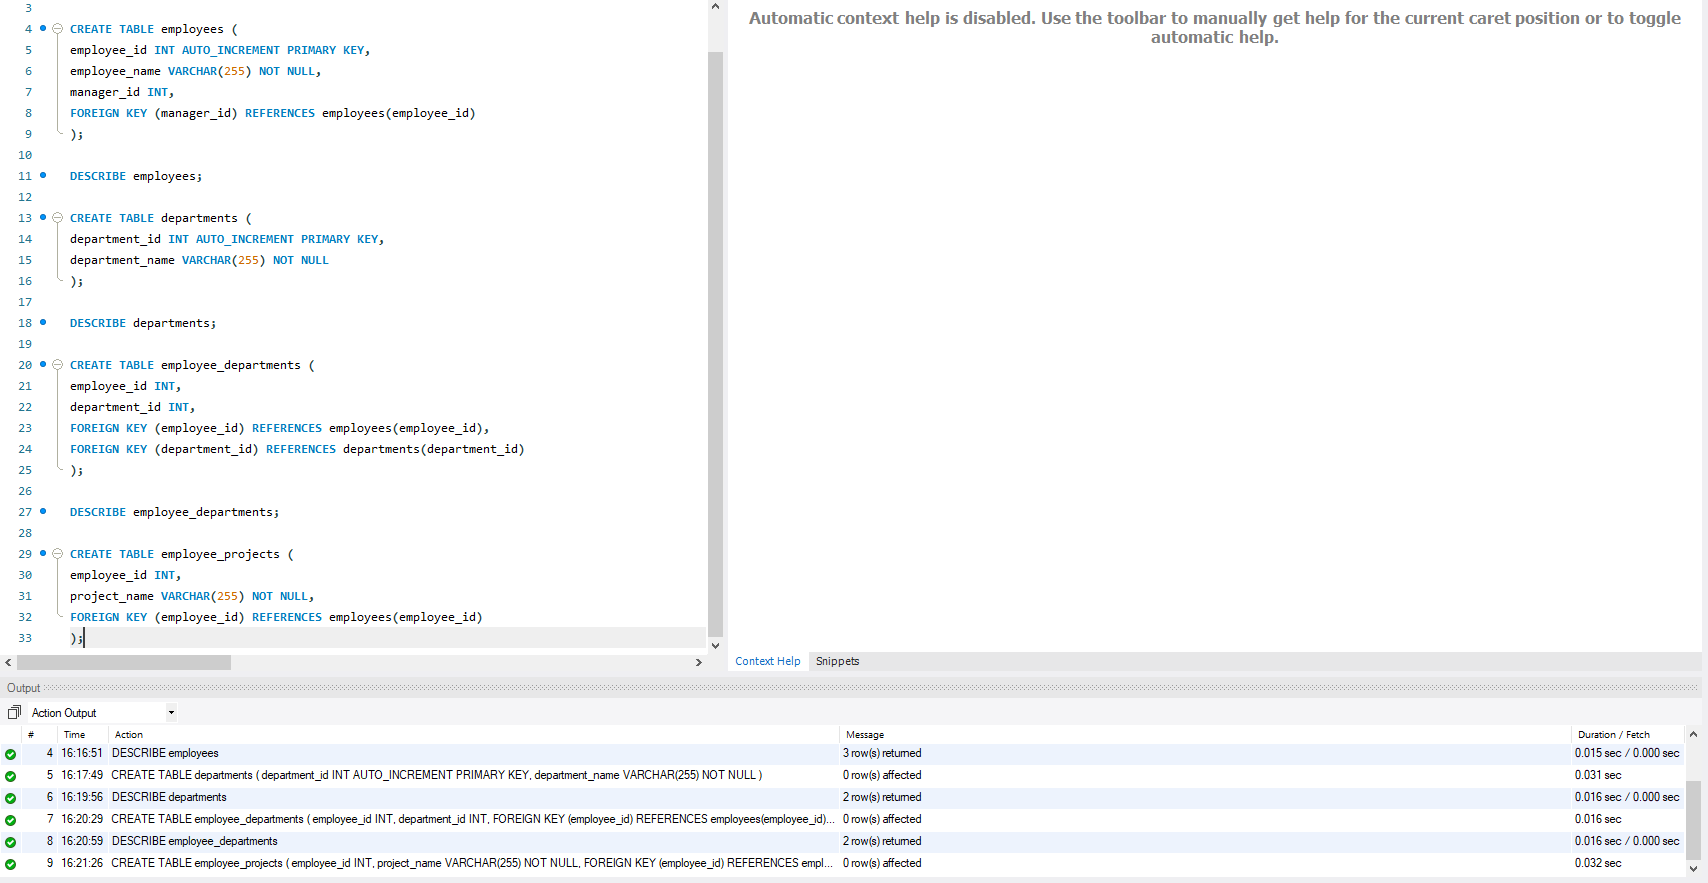 3
4 CREATE TABLE employees (
5 employee_id INT AUTO_INCREMENT PRIMARY KEY,
6 employee_name VARCHAR(255) NOT NULL,
7 manager_id INT,
8 FOREIGN KEY (manager_id) REFERENCES employees(employee_id)
9 );
10
11 DESCRIBE employees;
12
13 CREATE TABLE departments (
14 department_id INT AUTO_INCREMENT PRIMARY KEY,
15 department_name VARCHAR(255) NOT NULL
16 );
17
18 DESCRIBE departments;
19
20 CREATE TABLE employee_departments (
21 employee_id INT,
22 department_id INT,
23 FOREIGN KEY (employee_id) REFERENCES employees(employee_id),
24 FOREIGN KEY (department_id) REFERENCES departments(department_id)
25 );
26
27 DESCRIBE employee_departments;
28
29 CREATE TABLE employee_projects (
30 employee_id INT,
31 project_name VARCHAR(255) NOT NULL,
32 FOREIGN KEY (employee_id) REFERENCES employees(employee_id)
33 );
Automatic context help is disabled. Use the toolbar to manually get help for the current caret position or to toggle
automatic help.
Context Help Snippets
Output
Action Output
# Time Action Message Duration / Fetch
4 16:16:51 DESCRIBE employees 3 row(s) returned 0.015 sec / 0.000 sec
5 16:17:49 CREATE TABLE departments ( department_id INT AUTO_INCREMENT PRIMARY KEY, department_name VARCHAR(255) NOT NULL ) 0 row(s) affected 0.031 sec
6 16:19:56 DESCRIBE departments 2 row(s) returned 0.016 sec / 0.000 sec
7 16:20:29 CREATE TABLE employee_departments ( employee_id INT, department_id INT, FOREIGN KEY (employee_id) REFERENCES employees(employee_id)... 0 row(s) affected 0.016 sec
8 16:20:59 DESCRIBE employee_departments 2 row(s) returned 0.016 sec / 0.000 sec
9 16:21:26 CREATE TABLE employee_projects ( employee_id INT, project_name VARCHAR(255) NOT NULL, FOREIGN KEY (employee_id) REFERENCES empl... 0 row(s) affected 0.032 sec